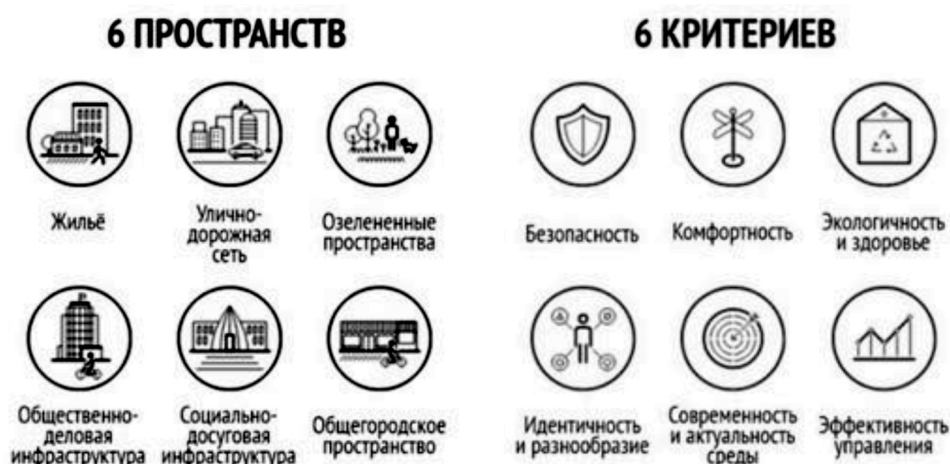 6 ПРОСТРАНСТВ
6 КРИТЕРИЕВ
Жильё
Улично-
дорожная
сеть
Озелененные
пространства
Безопасность
Комфортность
Экологичность
и здоровье
Общественно-
деловая
инфраструктура
Социально-
досуговая
инфраструктура
Общегородское
пространство
Идентичность
и разнообразие
Современность
и актуальность
среды
Эффективность
управления